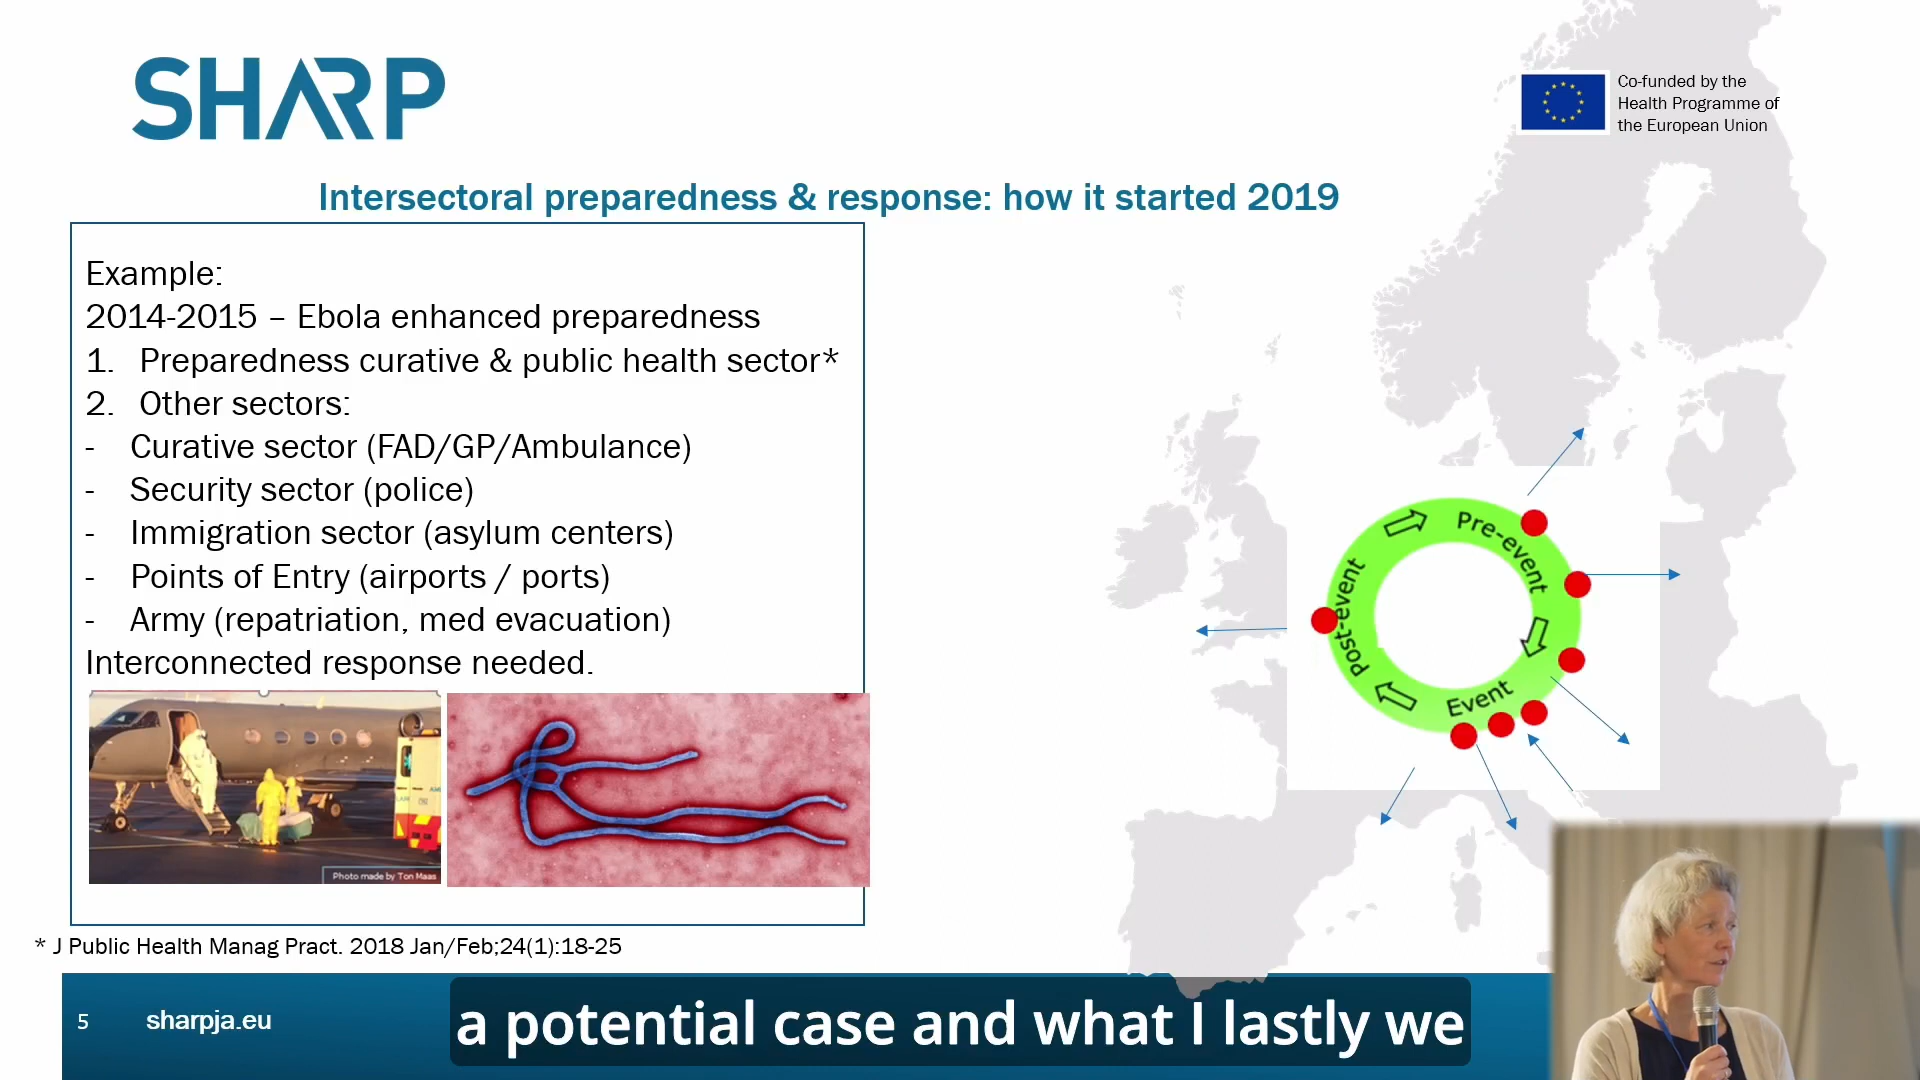 SHARP
Co-funded by the
Health Programme of
the European Union
Intersectoral preparedness & response: how it started 2019
Example:
2014-2015 – Ebola enhanced preparedness
1. Preparedness curative & public health sector*
2. Other sectors:
- Curative sector (FAD/GP/Ambulance)
- Security sector (police)
- Immigration sector (asylum centers)
- Points of Entry (airports / ports)
- Army (repatriation, med evacuation)
Interconnected response needed.
Photo made by Ton Maas
Pre-event
Event
Post-event
* J Public Health Manag Pract. 2018 Jan/Feb;24(1):18-25
5 sharpja.eu
a potential case and what I lastly we